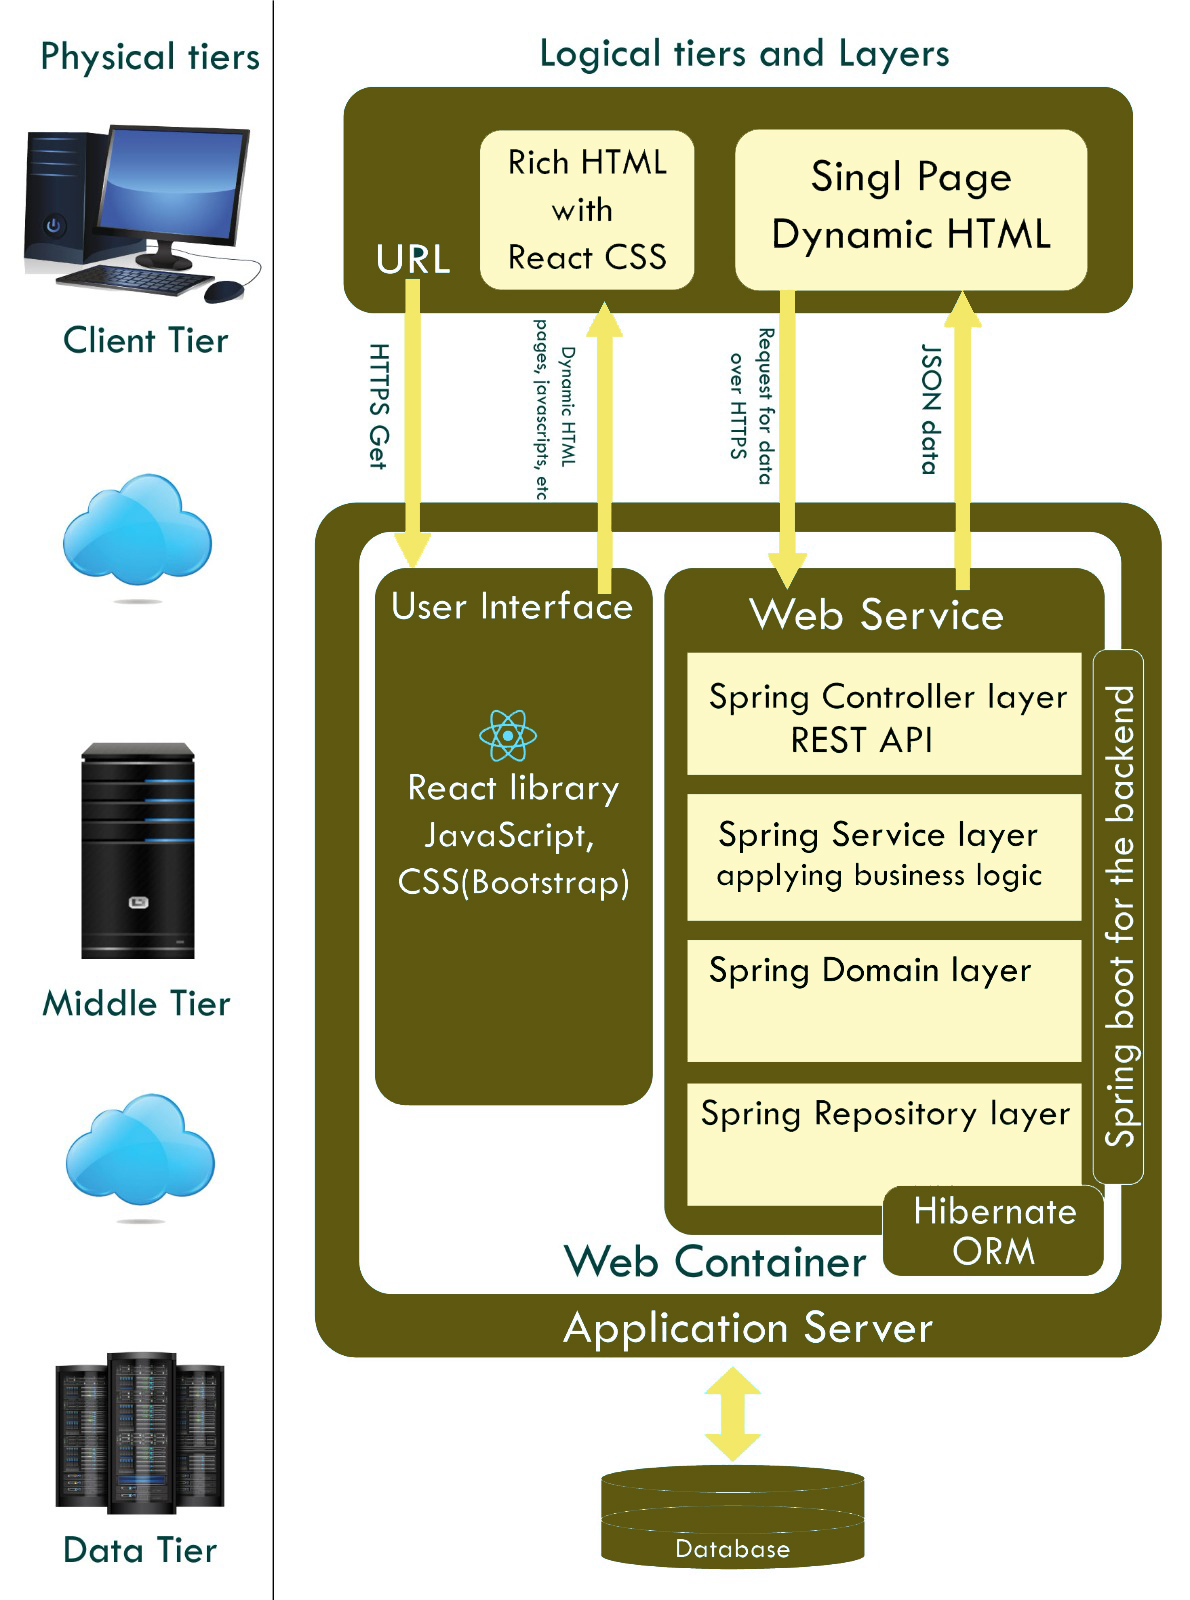 Physical tiers
Logical tiers and Layers
Client Tier
URL
Rich HTML
with
React CSS
Singl Page
Dynamic HTML
HTTPS Get
Dynamic HTML
pages, javascripts, etc
Request for data
over HTTPS
JSON data
Middle Tier
User Interface
React library
JavaScript,
CSS(Bootstrap)
Web Service
Spring Controller layer
REST API
Spring Service layer
applying business logic
Spring Domain layer
Spring Repository layer
Spring boot for the backend
Hibernate
ORM
Web Container
Application Server
Data Tier
Database